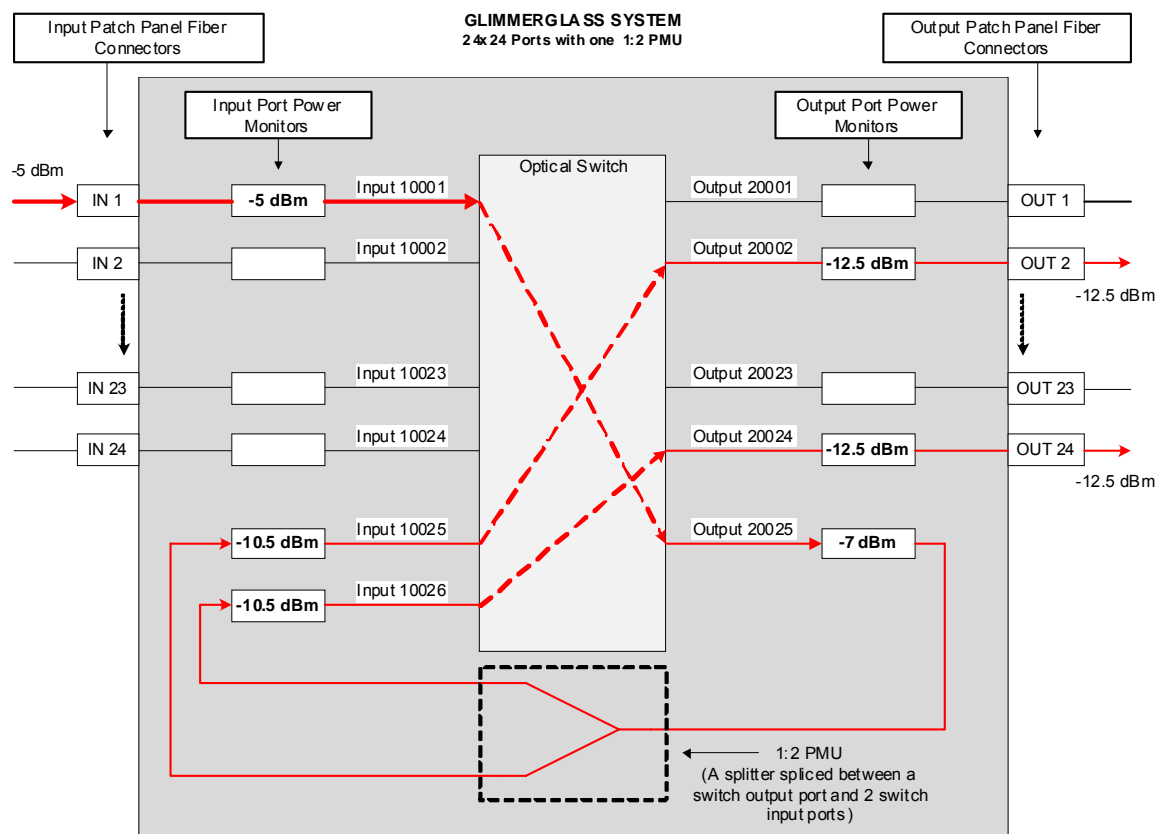 GLIMMERGLASS SYSTEM
24x24 Ports with one 1:2 PMU
Input Patch Panel Fiber
Connectors
Output Patch Panel Fiber
Connectors
Input Port Power
Monitors
Output Port Power
Monitors
Optical Switch
-5 dBm
IN 1
-5 dBm
Input 10001
Output 20001
OUT 1
IN 2
Input 10002
Output 20002
-12.5 dBm
OUT 2
-12.5 dBm
IN 23
Input 10023
Output 20023
OUT 23
IN 24
Input 10024
Output 20024
-12.5 dBm
OUT 24
-12.5 dBm
-10.5 dBm
Input 10025
Output 20025
-7 dBm
-10.5 dBm
Input 10026
1:2 PMU
(A splitter spliced between a
switch output port and 2 switch
input ports)